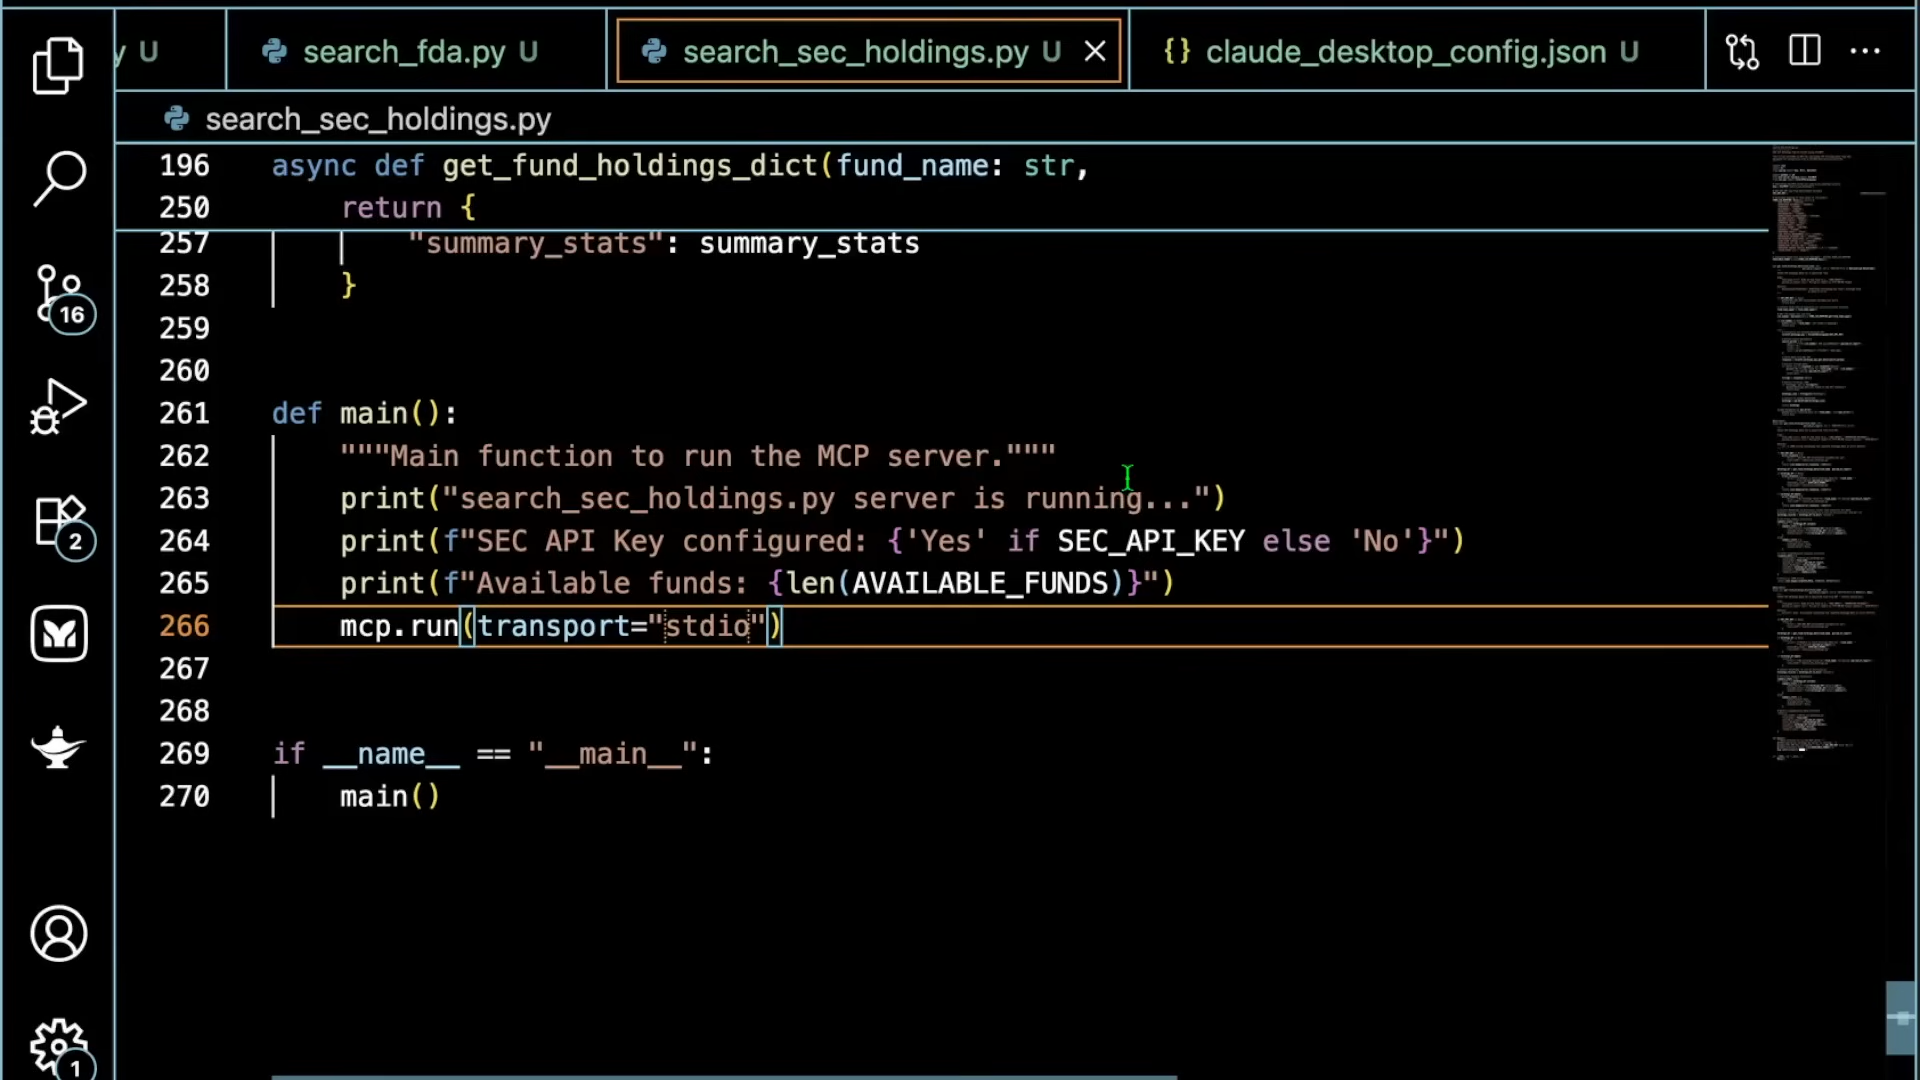 y U
search_fda.py U
search_sec_holdings.py U
claude_desktop_config.json U
search_sec_holdings.py
196 async def get_fund_holdings_dict(fund_name: str,
250 return {
257 "summary_stats": summary_stats
258 }
259
260
261 def main():
262 """Main function to run the MCP server."""
263 print("search_sec_holdings.py server is running...")
264 print(f"SEC API Key configured: {'Yes' if SEC_API_KEY else 'No'}")
265 print(f"Available funds: {len(AVAILABLE_FUNDS)}")
266 mcp.run(transport="stdio")
267
268
269 if __name__ == "__main__":
270 main()
16
2
1